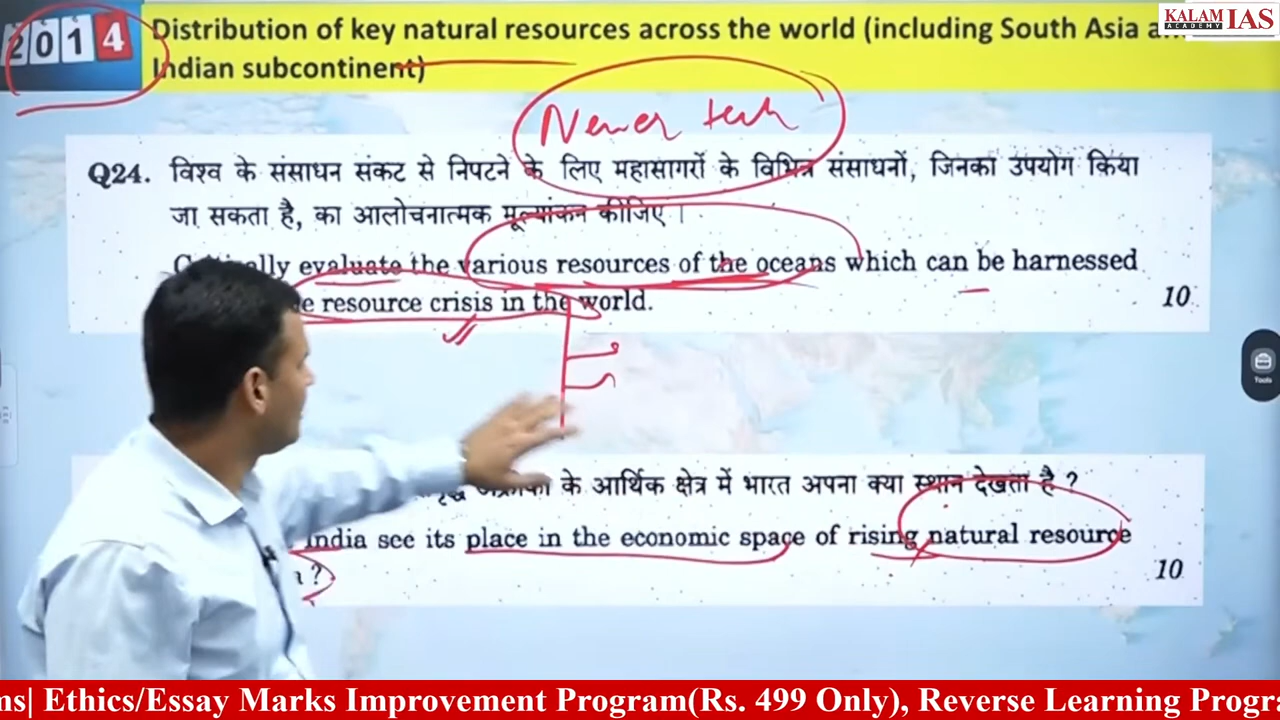 2014
Distribution of key natural resources across the world (including South Asia
Indian subcontinent)
KALAM IAS
ACADEMY
Newer tech
Q24. विश्व के संसाधन संकट से निपटने के लिए महासागरों के विभिन्न संसाधनों, जिनका उपयोग किया
जा सकता है, का आलोचनात्मक मूल्यांकन कीजिए ।
evaluate the various resources of the oceans which can be harnessed
resource crisis in the world.
10
Tools
के आर्थिक क्षेत्र में भारत अपना क्या स्थान देखता है ?
India see its place in the economic space of rising natural resource
?
10
ms| Ethics/Essay Marks Improvement Program(Rs. 499 Only), Reverse Learning Progr